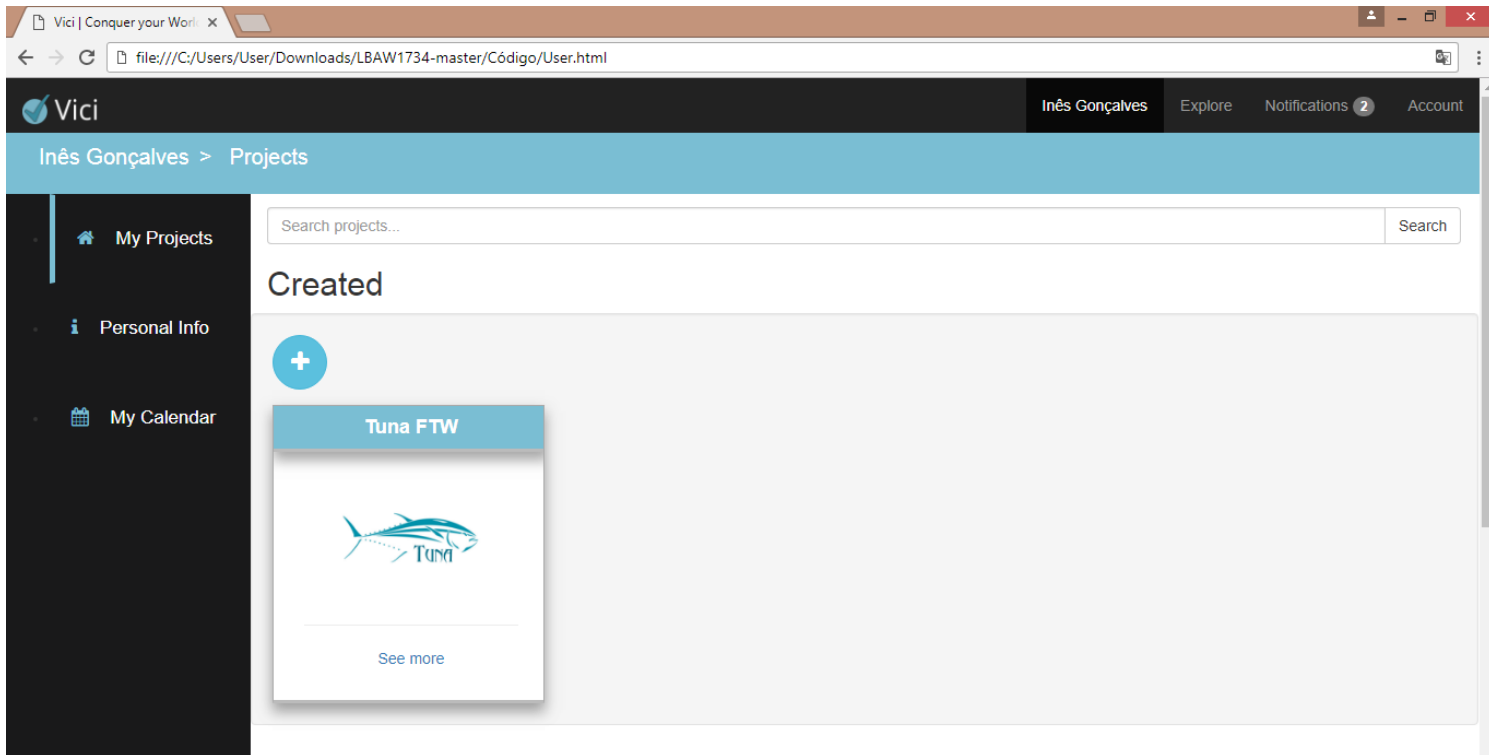 Vici | Conquer your Worl
file:///C:/Users/User/Downloads/LBAW1734-master/Código/User.html
Vici
Inês Gonçalves Explore Notifications 2 Account
Inês Gonçalves > Projects
My Projects
Personal Info
My Calendar
Search projects... Search
Created
Tuna FTW
TUNA
See more